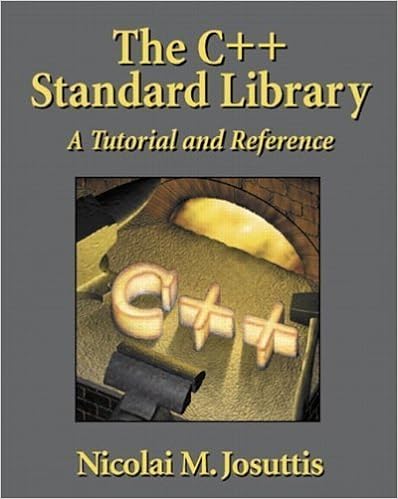 The C++
Standard Library
A Tutorial and Reference
C++
Nicolai M. Josuttis